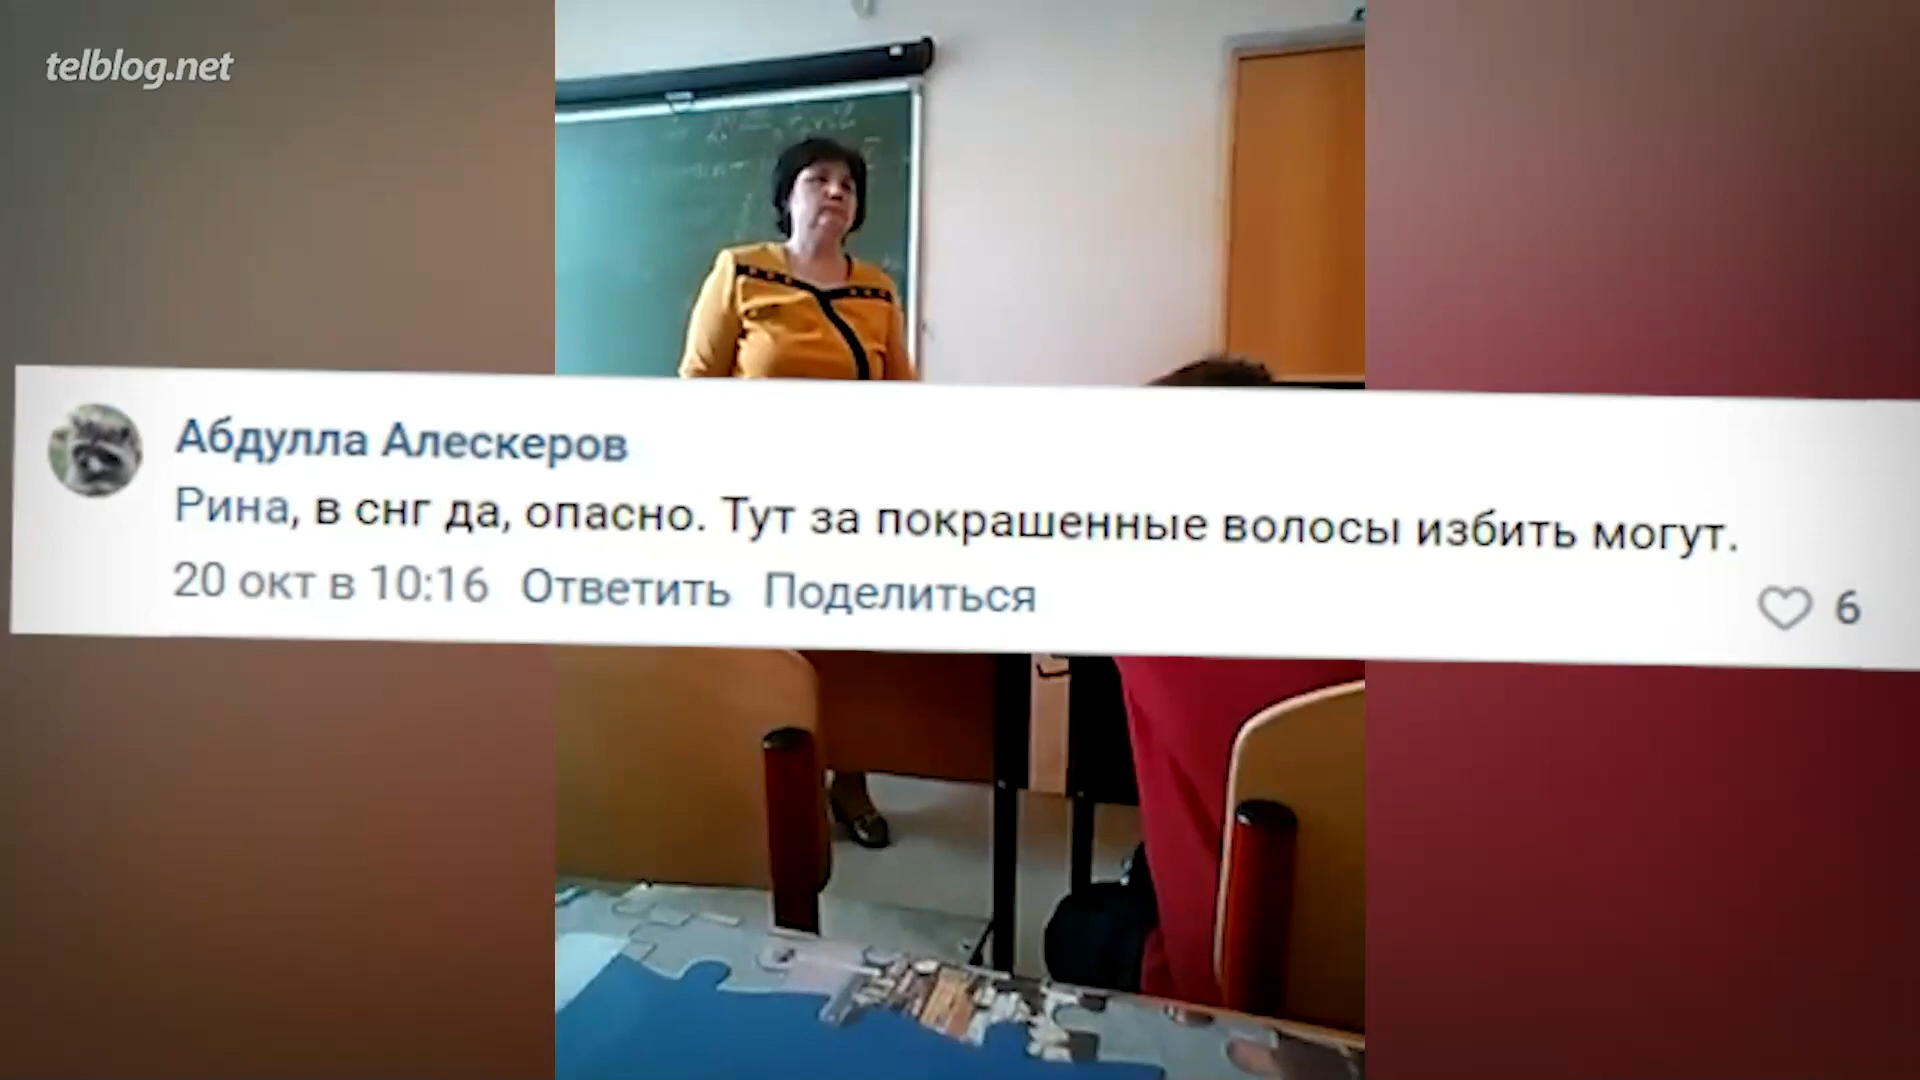 telblog.net
Абдулла Алескеров
Рина, в снг да, опасно. Тут за покрашенные волосы избить могут.
20 окт в 10:16 Ответить Поделиться
6